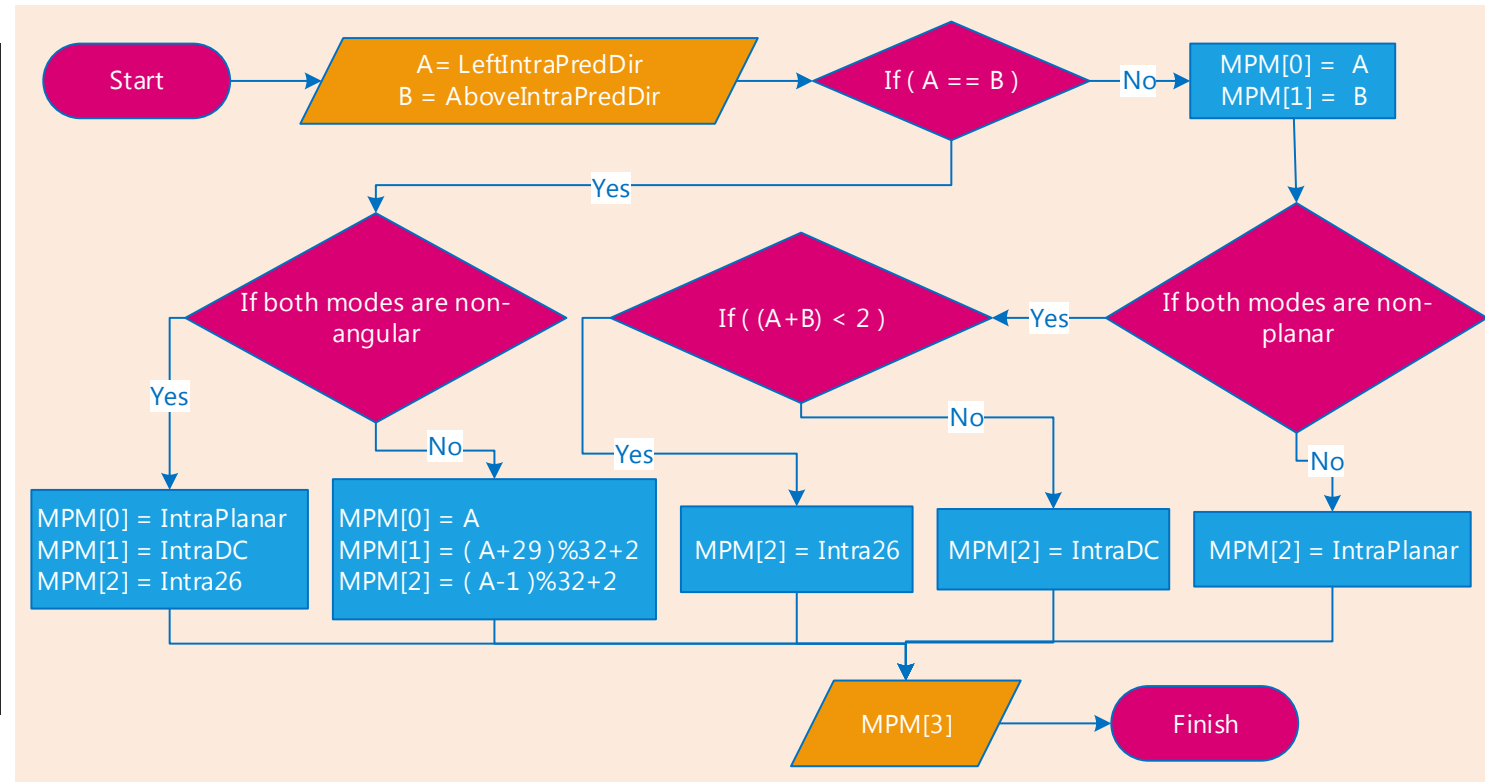 Start
A= LeftIntraPredDir
B = AboveIntraPredDir
If ( A == B )
No
MPM[0] =  A
MPM[1] =  B
Yes
If both modes are non-
angular
If ( (A+B) < 2 )
Yes
If both modes are non-
planar
Yes
No
No
Yes
No
MPM[0] = IntraPlanar
MPM[1] = IntraDC
MPM[2] = Intra26
MPM[0] = A
MPM[1] = ( A+29 )%32+2
MPM[2] = ( A-1 )%32+2
MPM[2] = Intra26
MPM[2] = IntraDC
MPM[2] = IntraPlanar
MPM[3]
Finish